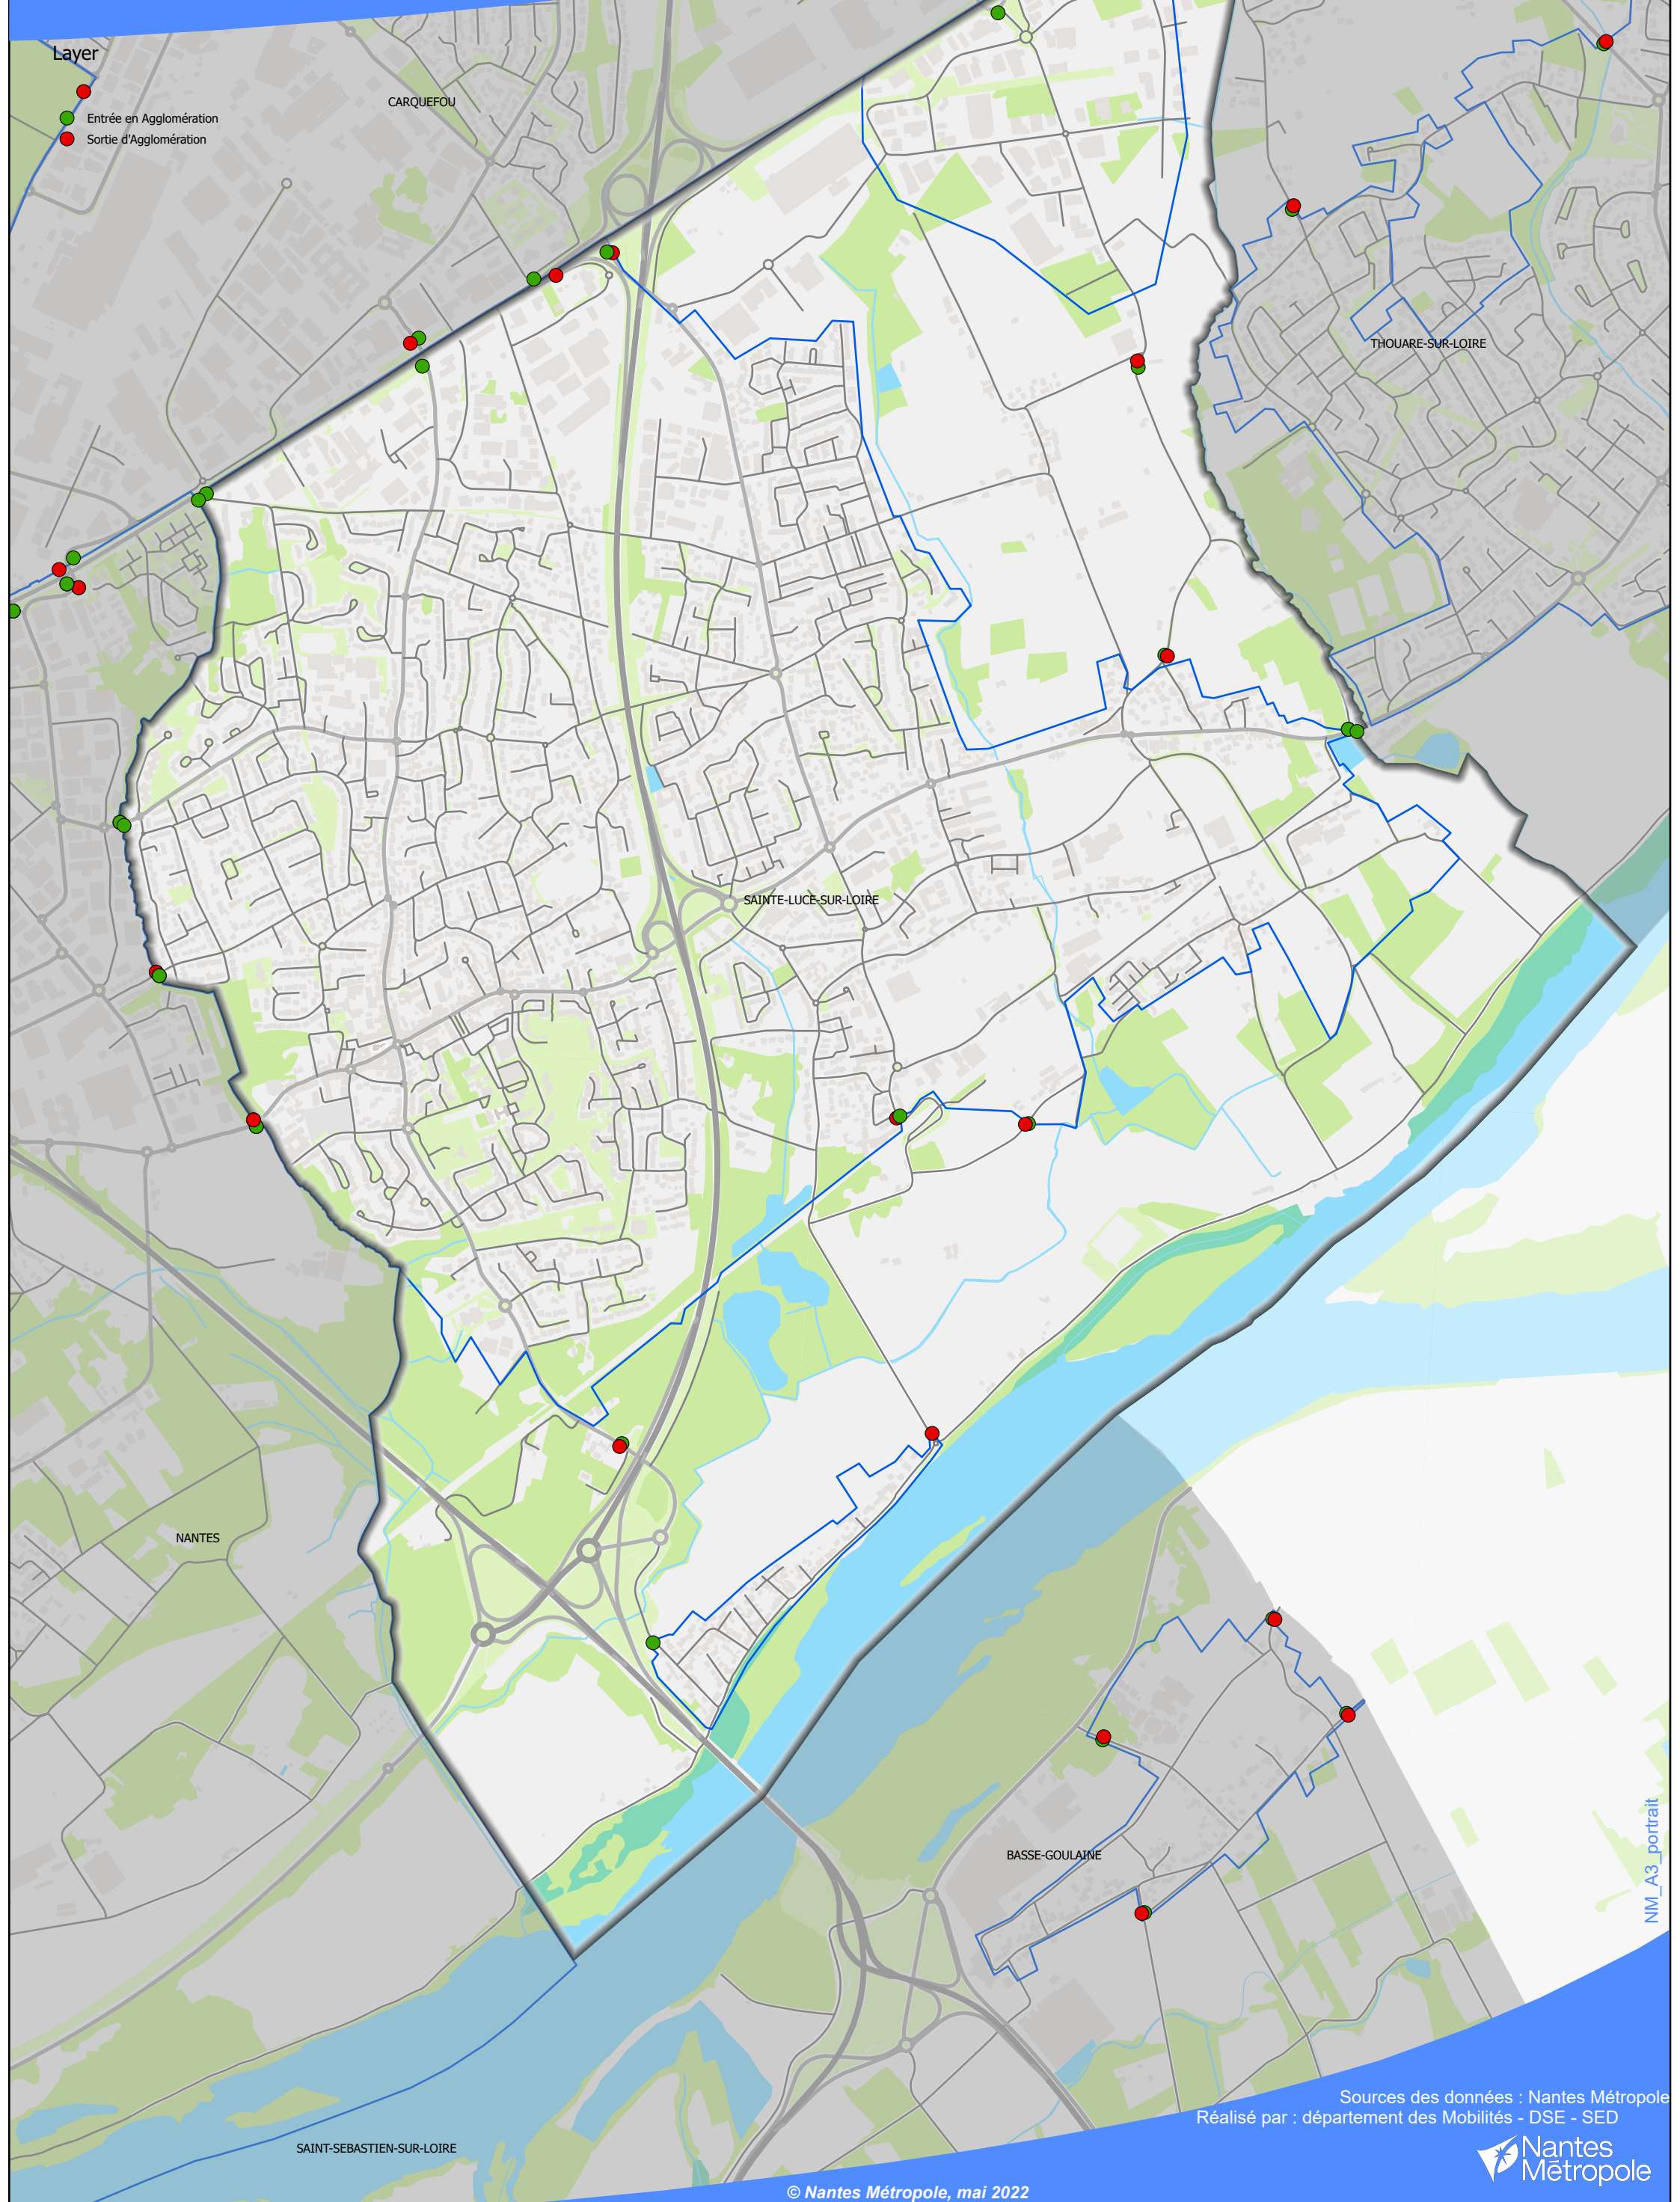 Layer
Entrée en Agglomération
Sortie d'Agglomération
CARQUEFOU
THOUARE-SUR-LOIRE
SAINTE-LUCE-SUR-LOIRE
NANTES
BASSE-GOULAINE
SAINT-SEBASTIEN-SUR-LOIRE
NM_A3_portrait
Sources des données : Nantes Métropole
Réalisé par : département des Mobilités - DSE - SED
Nantes
Métropole
© Nantes Métropole, mai 2022